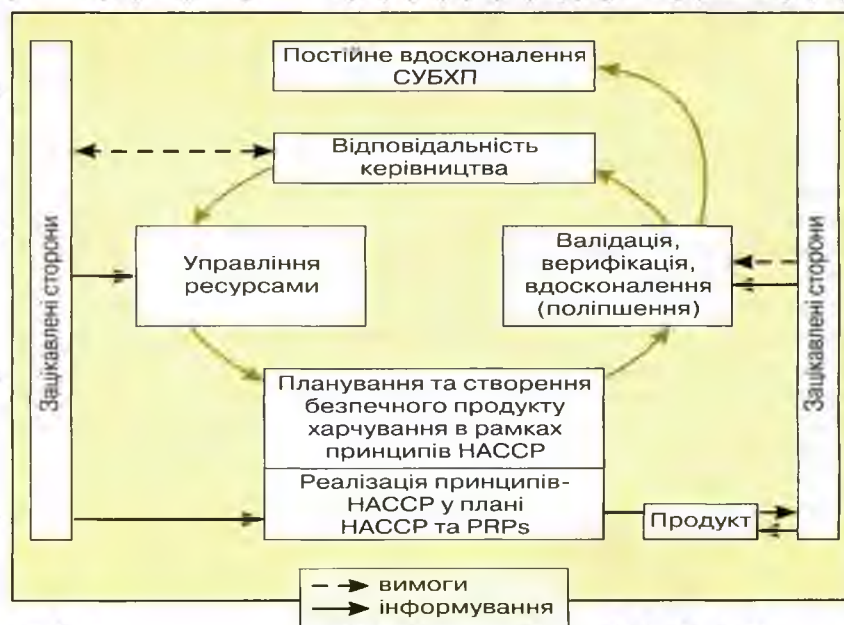 Постійне вдосконалення
СУБХП
Відповідальність
керівництва
Зацікавлені сторони
Управління
ресурсами
Валідація,
верифікація,
вдосконалення
(поліпшення)
Зацікавлені сторони
Планування та створення
безпечного продукту
харчування в рамках
принципів НАССР
Реалізація принципів-
НАССР у плані
НАССР та PRPs
Продукт
вимоги
інформування